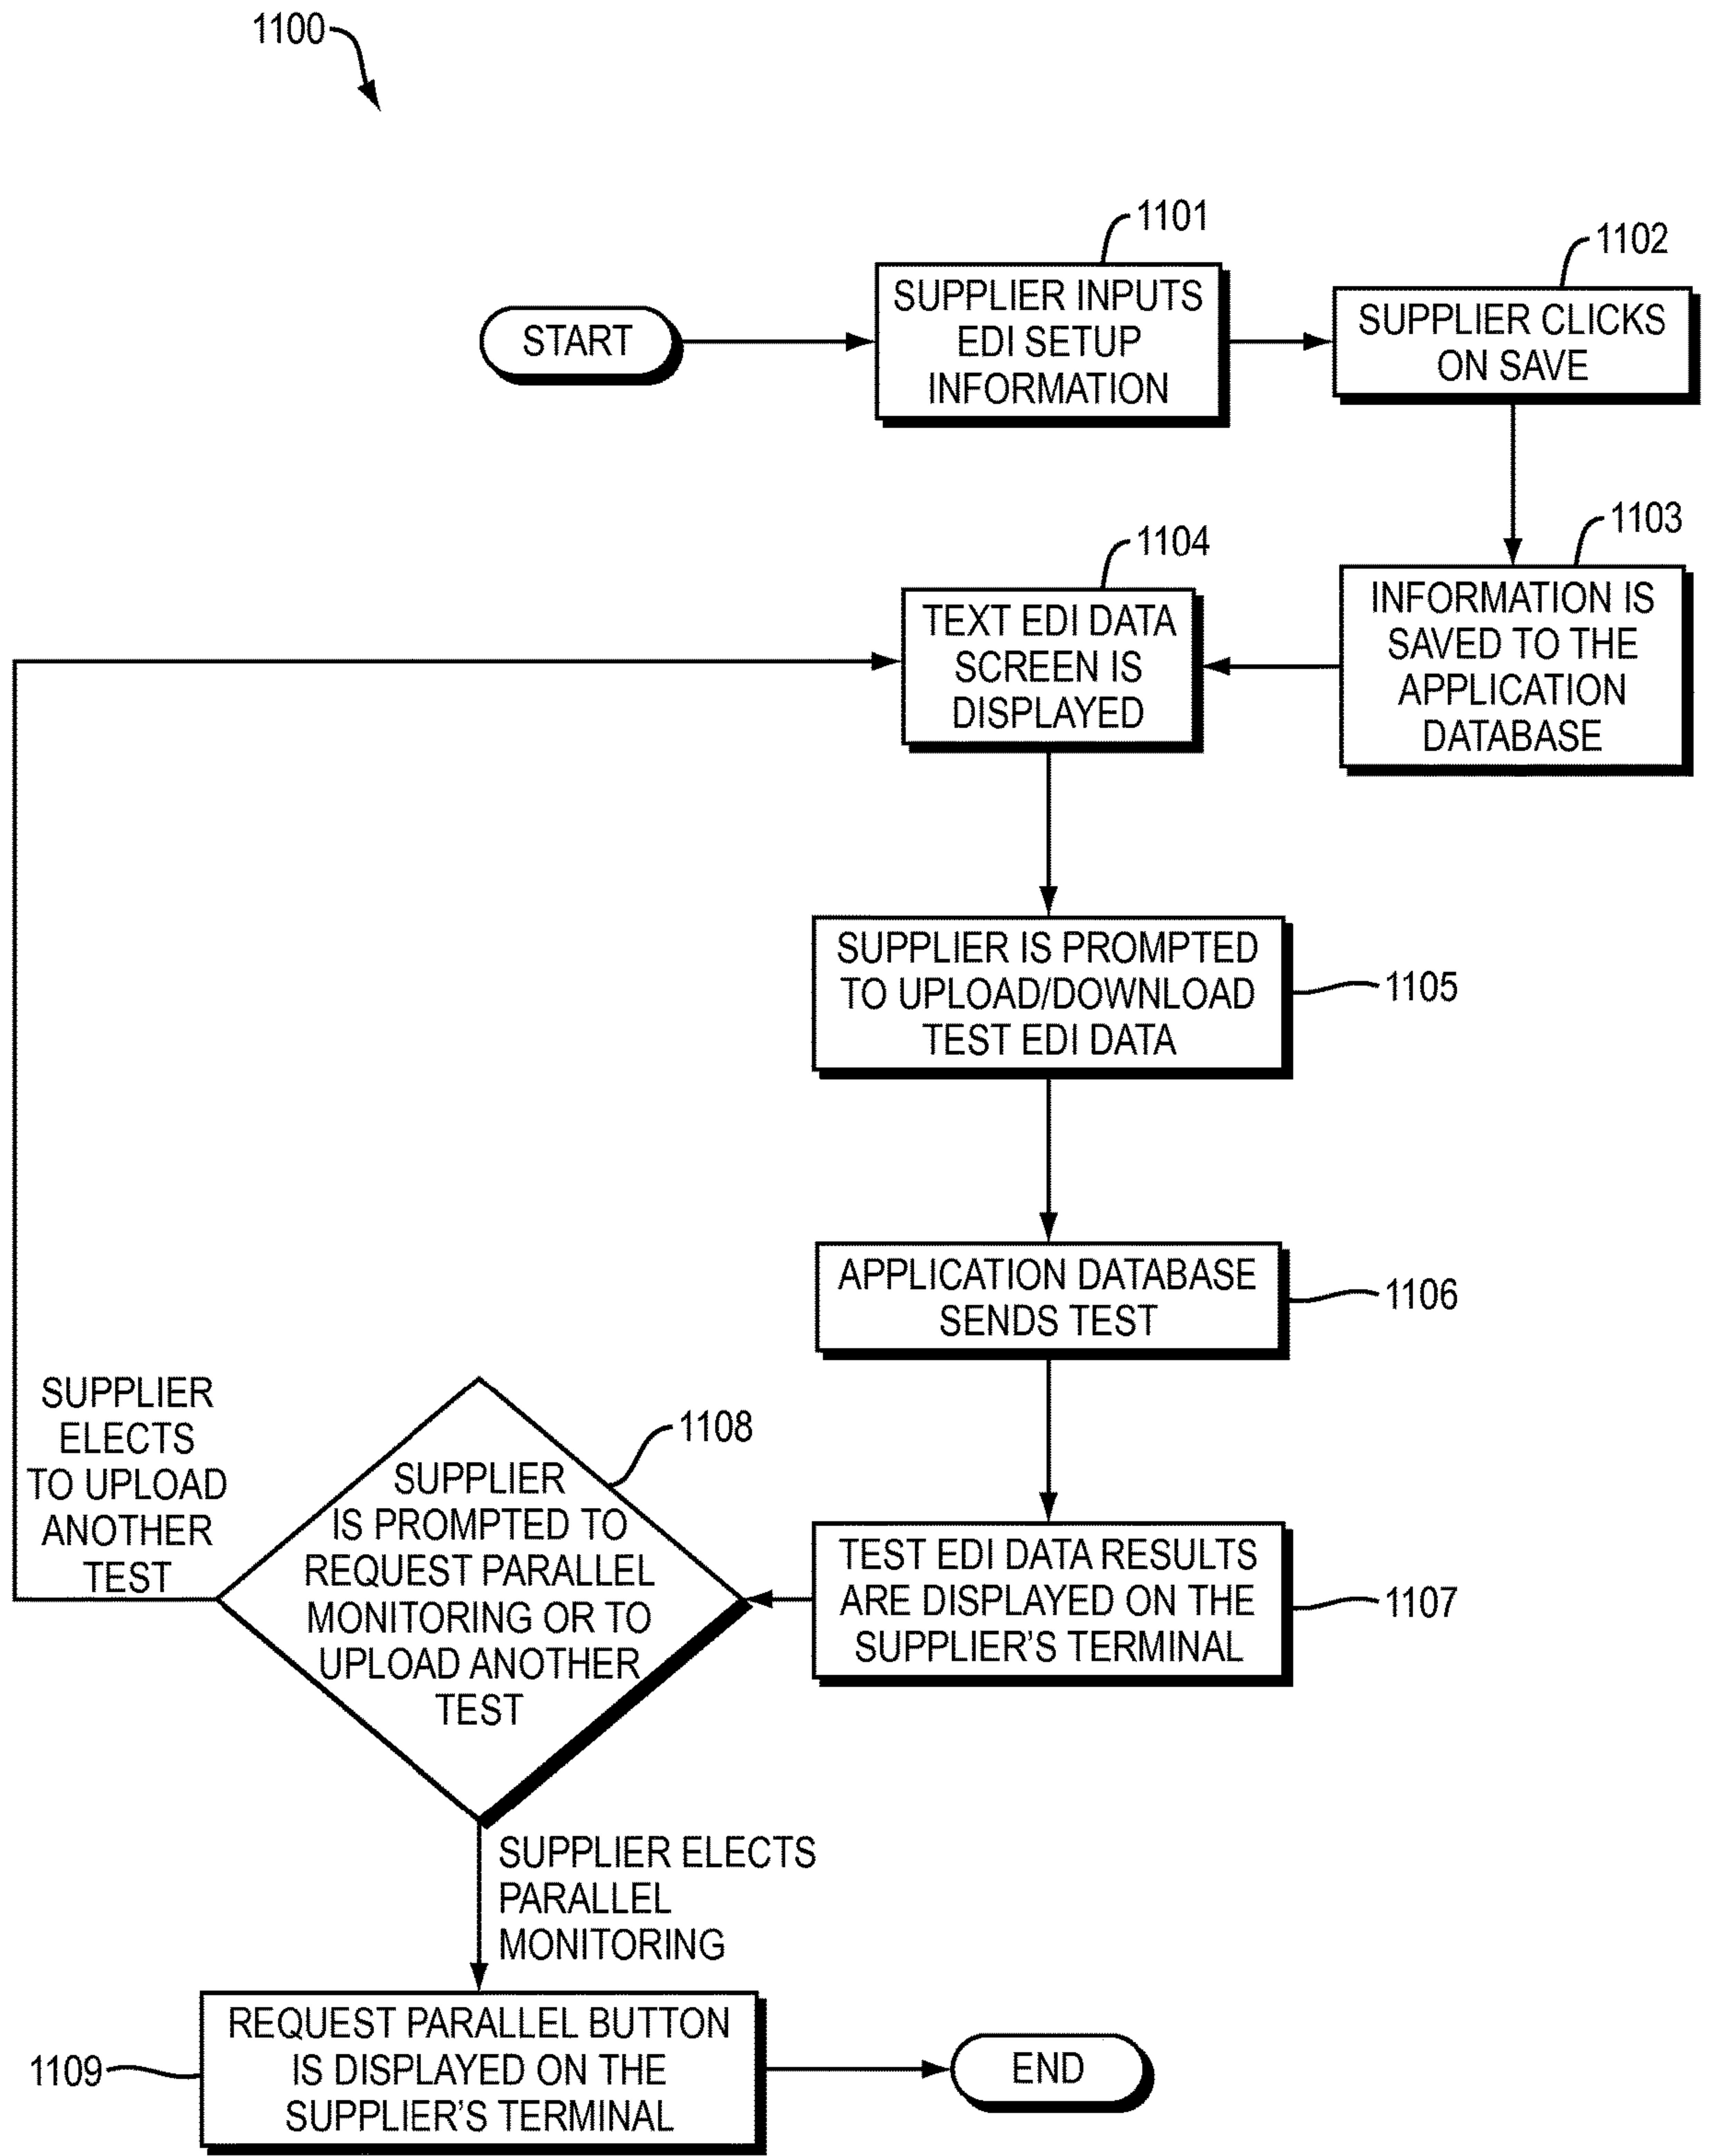 1100
START
1101
SUPPLIER INPUTS
EDI SETUP
INFORMATION
1102
SUPPLIER CLICKS
ON SAVE
1103
INFORMATION IS
SAVED TO THE
APPLICATION
DATABASE
1104
TEXT EDI DATA
SCREEN IS
DISPLAYED
SUPPLIER IS PROMPTED
TO UPLOAD/DOWNLOAD
TEST EDI DATA
1105
APPLICATION DATABASE
SENDS TEST
1106
TEST EDI DATA RESULTS
ARE DISPLAYED ON THE
SUPPLIER'S TERMINAL
1107
1108
SUPPLIER
IS PROMPTED TO
REQUEST PARALLEL
MONITORING OR TO
UPLOAD ANOTHER
TEST
SUPPLIER
ELECTS
TO UPLOAD
ANOTHER
TEST
SUPPLIER ELECTS
PARALLEL
MONITORING
1109
REQUEST PARALLEL BUTTON
IS DISPLAYED ON THE
SUPPLIER'S TERMINAL
END